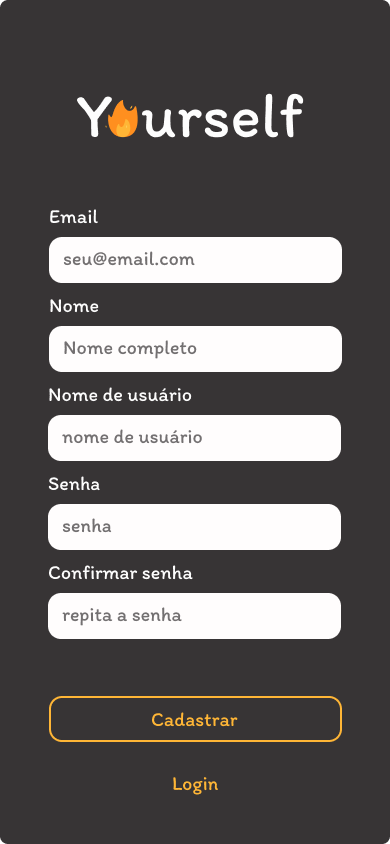 Yourself
Email
seu@email.com
Nome
Nome completo
Nome de usuário
nome de usuário
Senha
senha
Confirmar senha
repita a senha
Cadastrar
Login